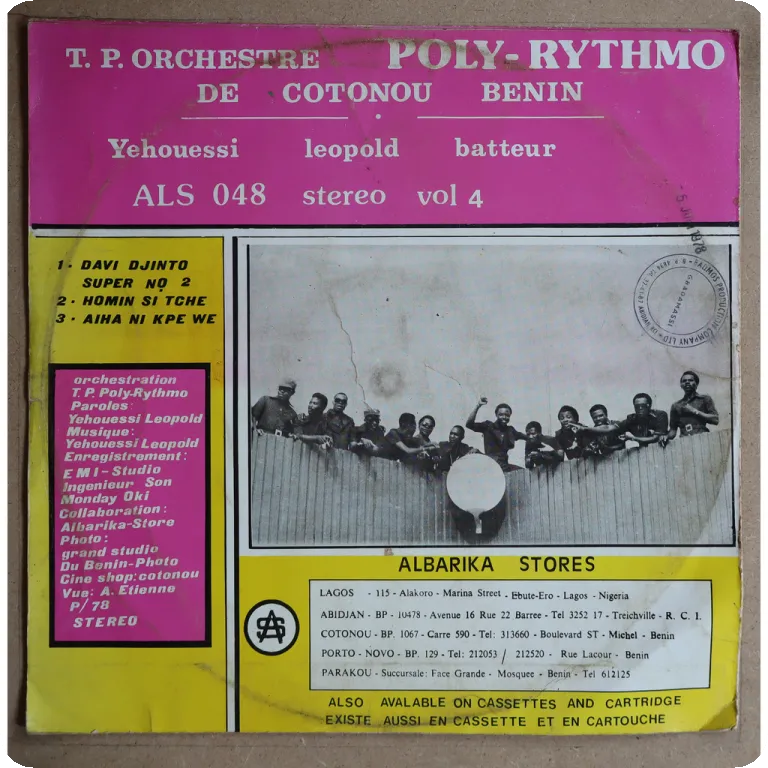 T. P. ORCHESTRE POLY-RYTHMO
DE COTONOU BENIN
Yehouessi leopold batteur
ALS 048 stereo vol 4
1 · DAVI DJINTO
SUPER NO 2
2 · HOMIN SI TCHE
3 · AIHA NI KPE WE
orchestration
T. P. Poly-Rythmo
Paroles:
Yehouessi Leopold
Musique:
Yehouessi Leopold
Enregistrement:
EMI-Studio
Ingenieur Son
Monday Oki
Collaboration:
Albarika-Store
Photo:
grand studio
Du Benin-Photo
Cine shop: cotonou
Vue: A. Etienne
P/78
STEREO
1978
PRODUCTION COMPANY LTD
ALBARIKA STORES
LAGOS - 115 - Alakoro - Marina Street - Ebute-Ero - Lagos - Nigeria
ABIDJAN - BP - 10478 - Avenue 16 Rue 22 Barree - Tel 3252 17 - Treichville - R. C. I.
COTONOU - BP. 1067 - Carre 590 - Tel: 313660 - Boulevard ST - Michel - Benin
PORTO - NOVO - BP. 129 - Tel: 212053 / 212520 - Rue Lacour - Benin
PARAKOU - Succursale: Face Grande - Mosquee - Benin - Tel 612125
AS
ALSO AVALABLE ON CASSETTES AND CARTRIDGE
EXISTE AUSSI EN CASSETTE ET EN CARTOUCHE